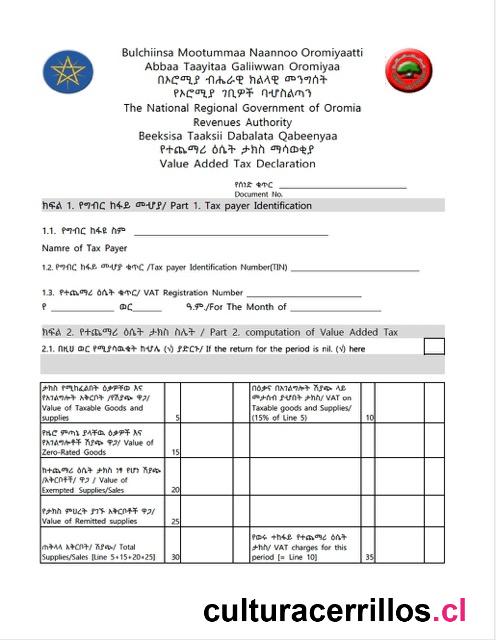 Bulchiinsa Mootummaa Naannoo Oromiyaatti
Abbaa Taayitaa Galiiwwan Oromiyaa
በኦሮሚያ ብሔራዊ ክልላዊ መንግሰት
የኦሮሚያ ገቢዎች ባሇስልጣን
The National Regional Government of Oromia
Revenues Authority
Beeksisa Taaksii Dabalata Qabeenyaa
የተጨማሪ ዕሴት ታክስ ማሳወቂያ
Value Added Tax Declaration
የሰነድ ቁጥር
Document No.
ክፍል 1. የግብር ከፋይ መሇያ/ Part 1. Tax payer Identification
1.1. የግብር ከፋዩ ስም
Namre of Tax Payer
1.2. የግብር ከፋይ መሇያ ቁጥር /Tax payer Identification Number(TIN)
1.3. የተጨማሪ ዕሴት ቁጥር/ VAT Registration Number
የ ወር ዓ.ም./For The Month of
ክፍል 2. የተጨማሪ ዕሴት ታክስ ስሌት / Part 2. computation of Value Added Tax
2.1. በዚህ ወር የሚያሳዉቁት ከሇሌ (√) ያድርጉ/ If the return for the period is nil. (√) here
ታክስ የሚከፈልበት ዕቃዎችወ እና
የአገልግሎት አቅርቦት /የሽያጭ ዋጋ/
Value of Taxable Goods and
supplies 5
በዕቃና በአገልግሎት ሽያጭ ላይ
መታሰብ ያሇበት ታክስ/ VAT on
Taxable goods and Supplies/
(15% of Line 5) 10
የዜሮ ምጣኔ ያላቸዉ ዕቃዎች እና
የአገልግሎቶች ሽያጭ ዋጋ/ Value of
Zero-Rated Goods 15
ከተጨማሪ ዕሴት ታክስ ነፃ የሆነ ሽያጭ
/አቅርቦቶች/ ዋጋ / Value of
Exempted Supplies/Sales 20
የታክስ ምህረት ያገኙ አቅርቦቶች ዋጋ/
Value of Remitted supplies 25
ጠቅላላ አቅርቦት/ ሽያጭ/ Total
Supplies/Sales [Line 5+15+20+25] 30
የወሩ ተከፋይ የተጨማሪ ዕሴት
ታክስ/ VAT charges for this
period [= Line 10] 35
culturacerrillos.cl